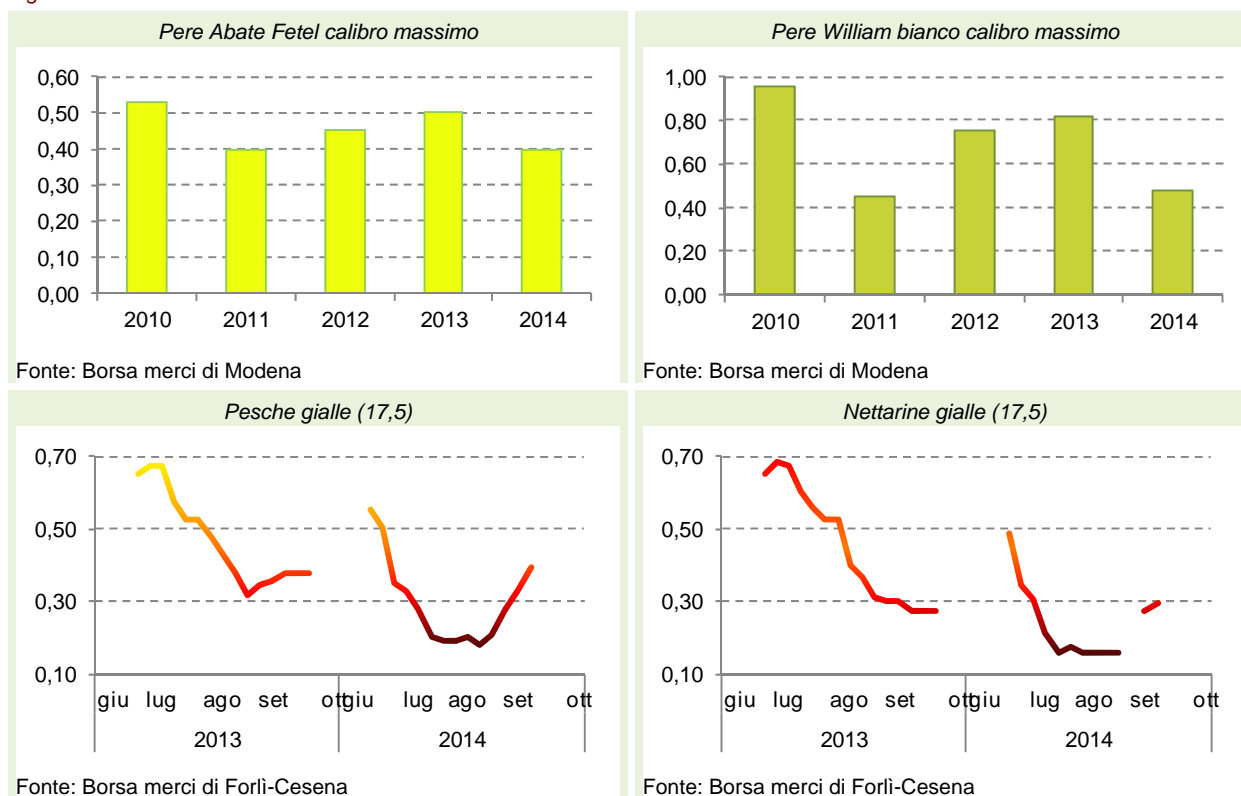 Pere Abate Fetel calibro massimo
0,60
0,50
0,40
0,30
0,20
0,10
0,00
2010 2011 2012 2013 2014
Fonte: Borsa merci di Modena
Pere William bianco calibro massimo
1,00
0,80
0,60
0,40
0,20
0,00
2010 2011 2012 2013 2014
Fonte: Borsa merci di Modena
Pesche gialle (17,5)
0,70
0,50
0,30
0,10
giu lug ago set ott giu lug ago set ott
2013 2014
Fonte: Borsa merci di Forlì-Cesena
Nettarine gialle (17,5)
0,70
0,50
0,30
0,10
giu lug ago set ott giu lug ago set ott
2013 2014
Fonte: Borsa merci di Forlì-Cesena